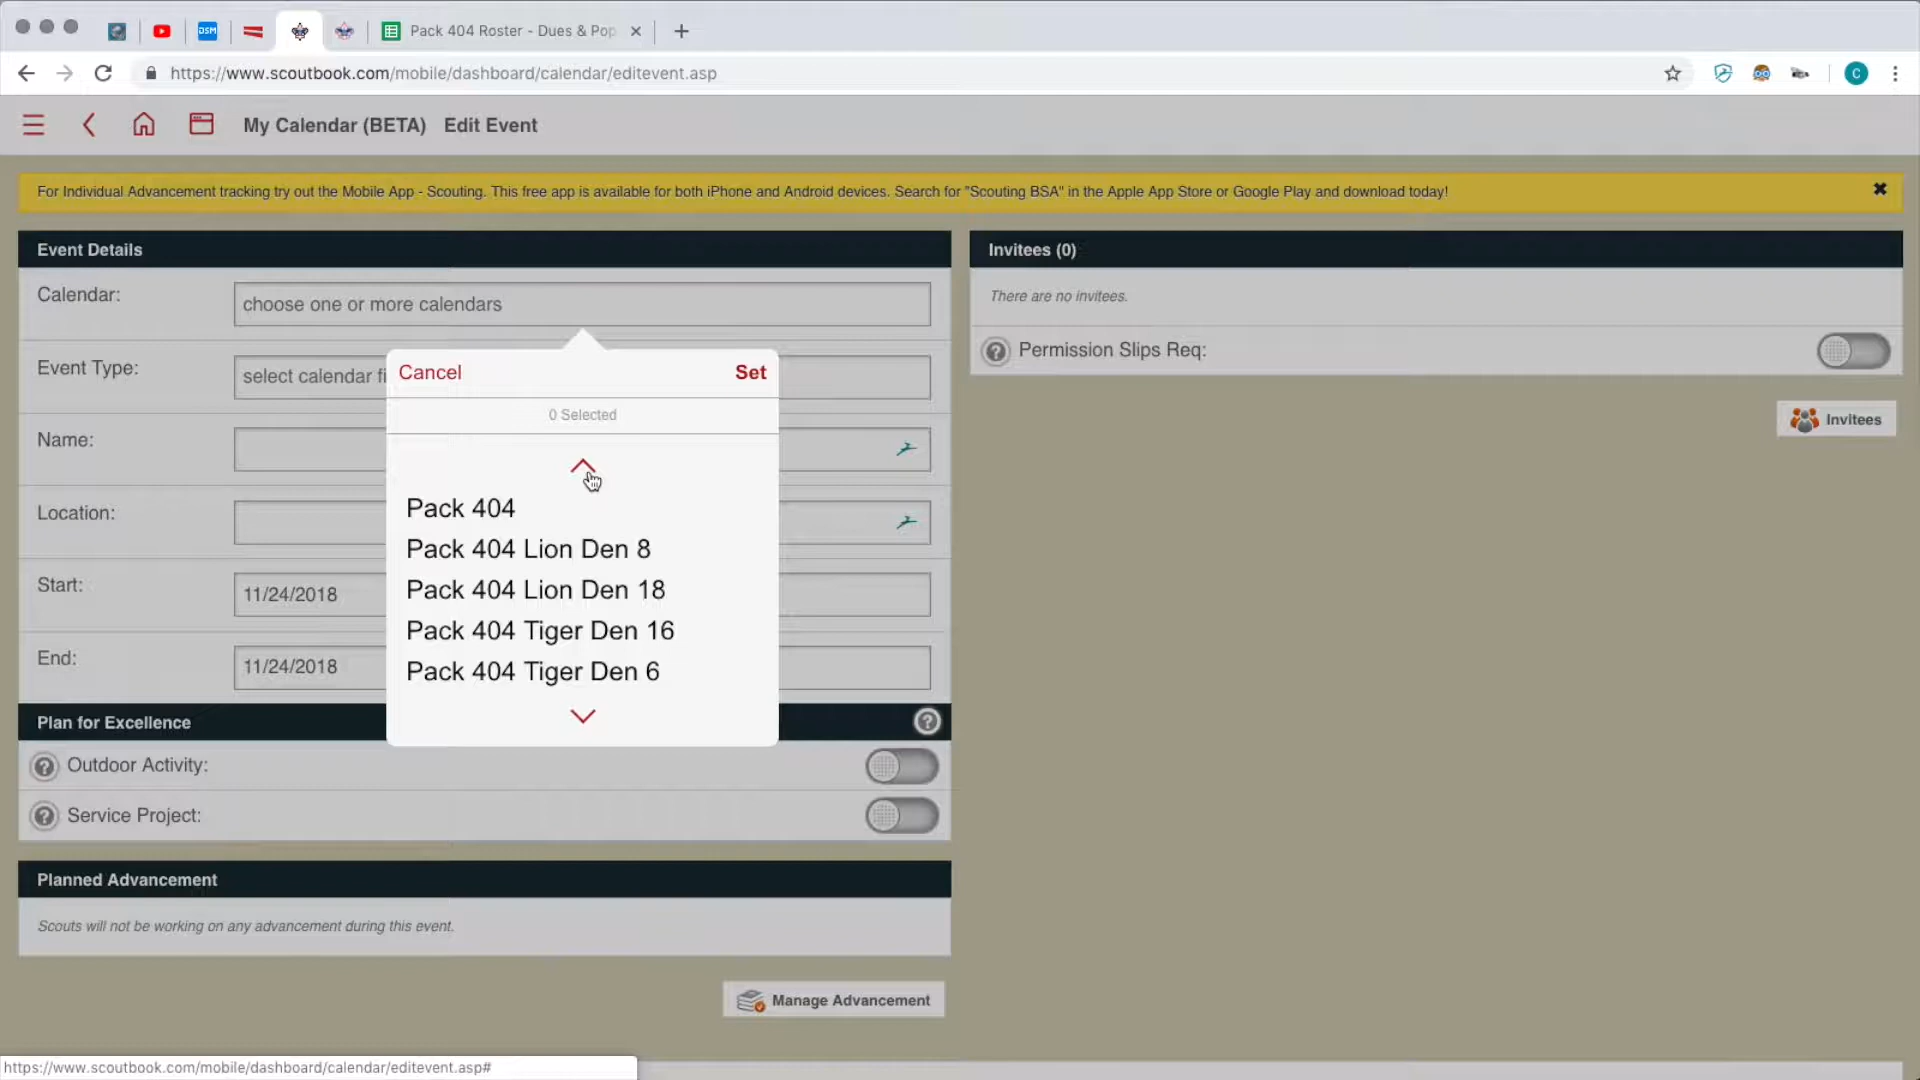 DSM
Pack 404 Roster - Dues & Pop
https://www.scoutbook.com/mobile/dashboard/calendar/editevent.asp
C
My Calendar (BETA) Edit Event
For Individual Advancement tracking try out the Mobile App - Scouting. This free app is available for both iPhone and Android devices. Search for "Scouting BSA" in the Apple App Store or Google Play and download today!
Event Details
Calendar:
choose one or more calendars
Event Type:
select calendar fi
Name:
Location:
Start:
11/24/2018
End:
11/24/2018
Cancel
Set
0 Selected
Pack 404
Pack 404 Lion Den 8
Pack 404 Lion Den 18
Pack 404 Tiger Den 16
Pack 404 Tiger Den 6
Plan for Excellence
?
? Outdoor Activity:
? Service Project:
Planned Advancement
Scouts will not be working on any advancement during this event.
Manage Advancement
Invitees (0)
There are no invitees.
? Permission Slips Req:
Invitees
https://www.scoutbook.com/mobile/dashboard/calendar/editevent.asp#